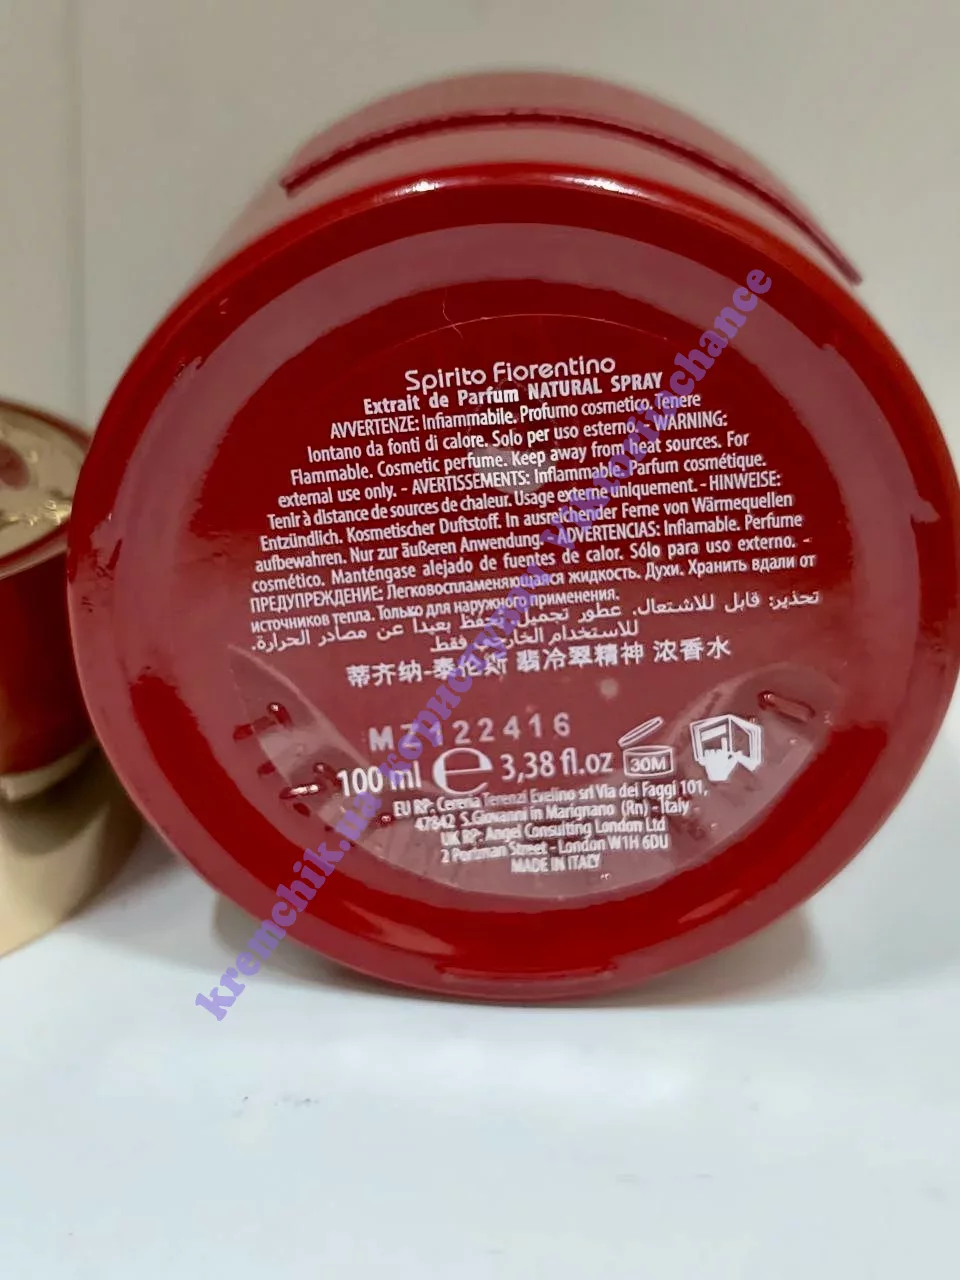 Spirito Fiorentino
Extrait de Parfum NATURAL SPRAY
AVVERTENZE: Infiammabile. Profumo cosmetico. Tenere
lontano da fonti di calore. Solo per uso esterno. - WARNING:
Flammable. Cosmetic perfume. Keep away from heat sources. For
external use only. - AVERTISSEMENTS: Inflammable. Parfum cosmétique.
Tenir à distance de sources de chaleur. Usage externe uniquement. - HINWEISE:
Entzündlich. Kosmetischer Duftstoff. In ausreichender Ferne von Wärmequellen
aufbewahren. Nur zur äußeren Anwendung. - ADVERTENCIAS: Inflamable. Perfume
cosmético. Manténgase alejado de fuentes de calor. Sólo para uso externo. -
ПРЕДУПРЕЖДЕНИЕ: Легковоспламеняющаяся жидкость. Духи. Хранить вдали от
источников тепла. Только для наружного применения.
تحذير: قابل للاشتعال. عطور تجميل. يحفظ بعيدا عن مصادر الحرارة.
للاستخدام الخارجي فقط
蒂齐纳-泰伦斯 翡冷翠精神 浓香水
22416
100 ml e 3,38 fl.oz 30M
EU RP: Cereria Terenzi Evelino srl Via dei Faggi 101,
47842 S.Giovanni in Marignano (Rn) - Italy
UK RP: Angel Consulting London Ltd
2 Portman Street - London W1H 6DU
MADE IN ITALY